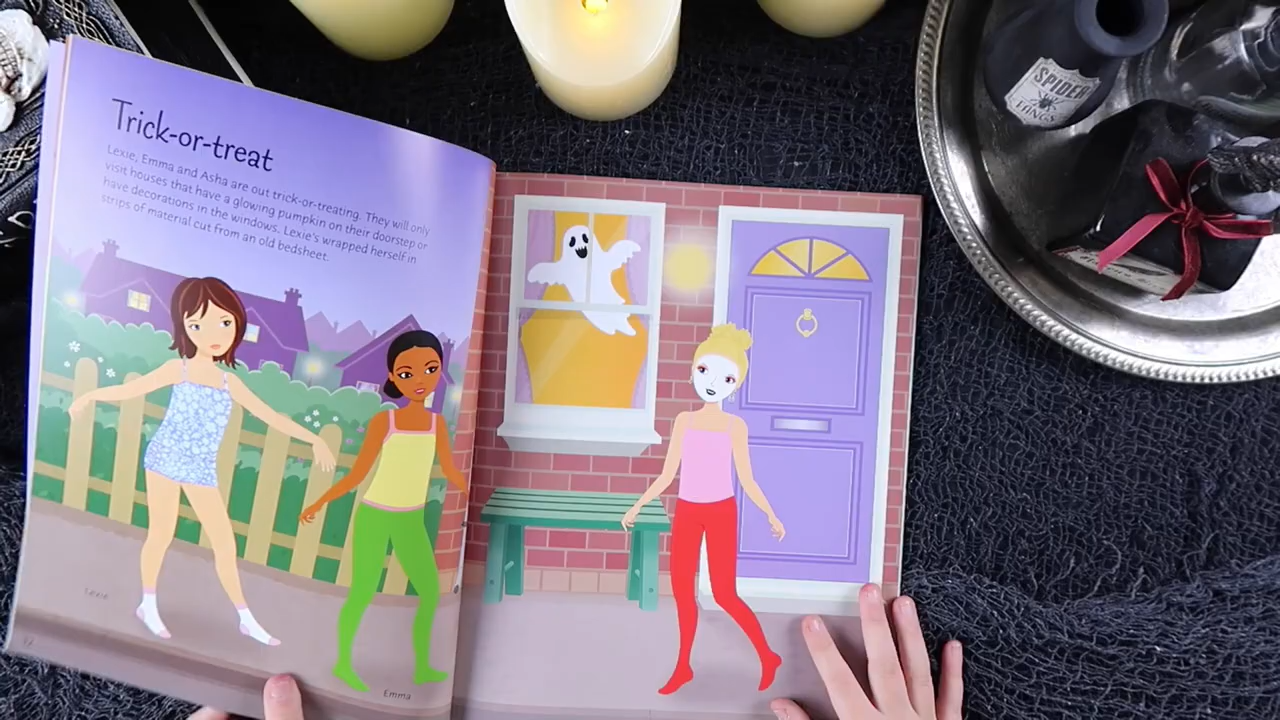 Trick-or-treat
Lexie, Emma and Asha are out trick-or-treating. They will only
visit houses that have a glowing pumpkin on their doorstep or
have decorations in the windows. Lexie's wrapped herself in
strips of material cut from an old bedsheet.
Lexie
Emma
SPIDER
THINGS